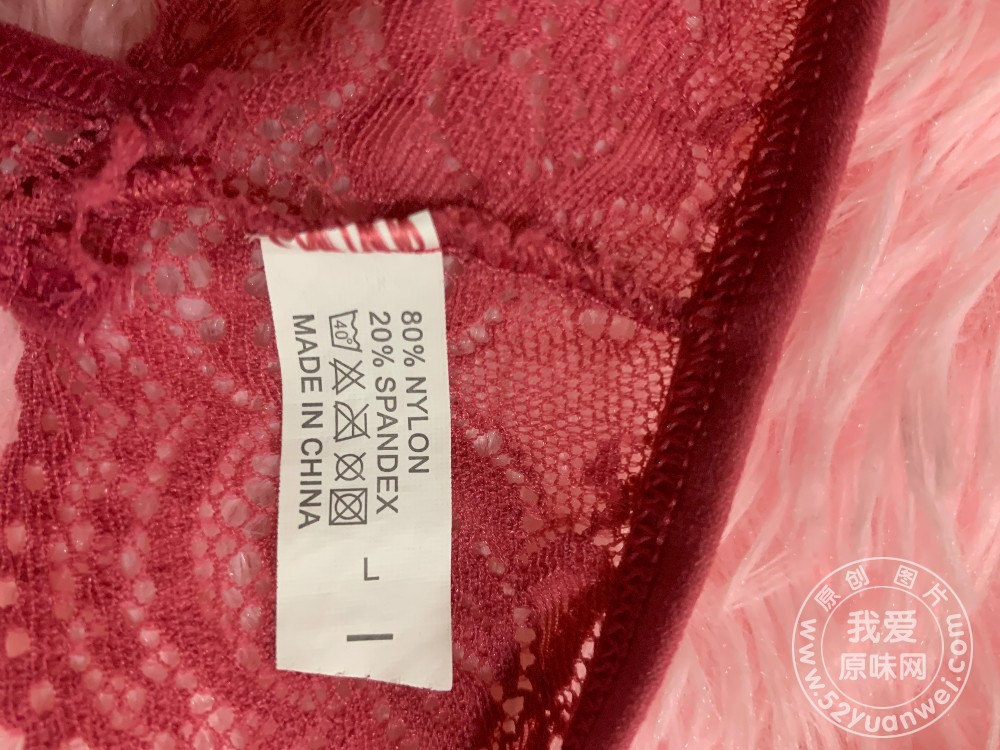 80% NYLON
20% SPANDEX
40°
MADE IN CHINA
L
原创图片
我爱
原味网
www.52yuanwei.com